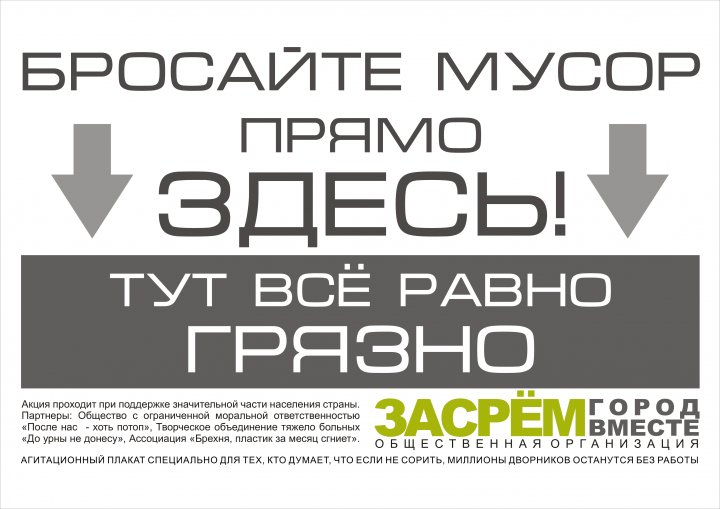 БРОСАЙТЕ МУСОР
ПРЯМО
ЗДЕСЬ!
ТУТ ВСЁ РАВНО
ГРЯЗНО
Акция проходит при поддержке значительной части населения страны.
Партнеры: Общество с ограниченной моральной ответственностью
«После нас - хоть потоп», Творческое объединение тяжело больных
«До урны не донесу», Ассоциация «Брехня, пластик за месяц сгниет».
ЗАСРЁМ ГОРОД
ВМЕСТЕ
ОБЩЕСТВЕННАЯ ОРГАНИЗАЦИЯ
АГИТАЦИОННЫЙ ПЛАКАТ СПЕЦИАЛЬНО ДЛЯ ТЕХ, КТО ДУМАЕТ, ЧТО ЕСЛИ НЕ СОРИТЬ, МИЛЛИОНЫ ДВОРНИКОВ ОСТАНУТСЯ БЕЗ РАБОТЫ